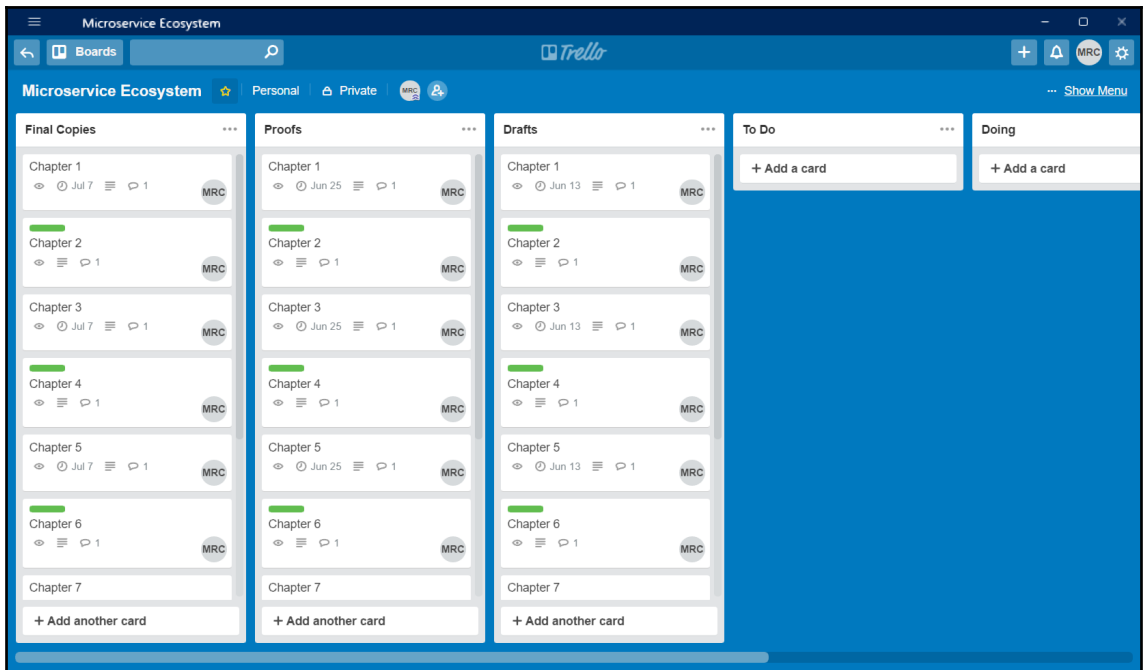 Microservice Ecosystem
Boards
Trello
MRC
Microservice Ecosystem
Personal
Private
MRC
Show Menu
Final Copies
Chapter 1
Jul 7 1
MRC
Chapter 2
1
MRC
Chapter 3
Jul 7 1
MRC
Chapter 4
1
MRC
Chapter 5
Jul 7 1
MRC
Chapter 6
1
MRC
Chapter 7
+ Add another card
Proofs
Chapter 1
Jun 25 1
MRC
Chapter 2
1
MRC
Chapter 3
Jun 25 1
MRC
Chapter 4
1
MRC
Chapter 5
Jun 25 1
MRC
Chapter 6
1
MRC
Chapter 7
+ Add another card
Drafts
Chapter 1
Jun 13 1
MRC
Chapter 2
1
MRC
Chapter 3
Jun 13 1
MRC
Chapter 4
1
MRC
Chapter 5
Jun 13 1
MRC
Chapter 6
1
MRC
Chapter 7
+ Add another card
To Do
+ Add a card
Doing
+ Add a card